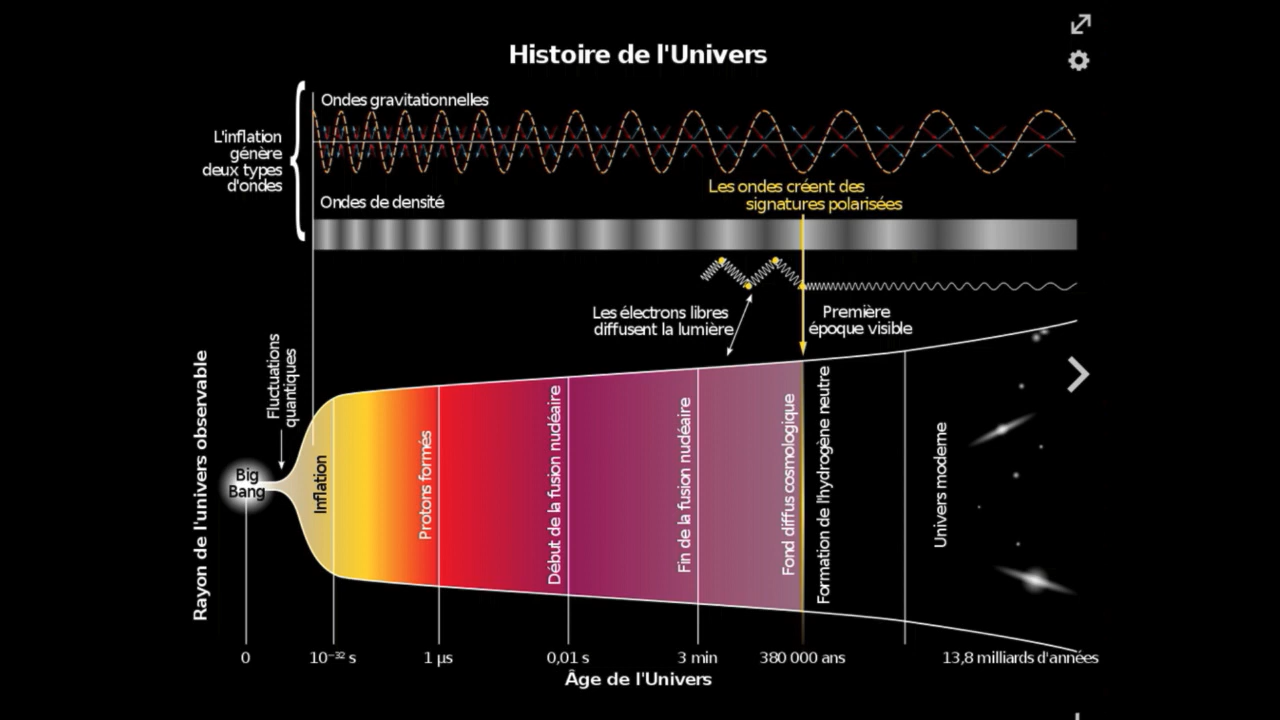 Histoire de l'Univers
Ondes gravitationnelles
L'inflation
génère
deux types
d'ondes
Les ondes créent des
signatures polarisées
Ondes de densité
Les électrons libres
diffusent la lumière
Première
époque visible
Rayon de l'univers observable
Fluctuations
quantiques
Big
Bang
Inflation
Protons formés
Début de la fusion nudéaire
Fin de la fusion nudéaire
Fond diffus cosmologique
Formation de l'hydrogène neutre
Univers moderne
0
10⁻³² s
1 µs
0,01 s
3 min
380 000 ans
13,8 milliards d'années
Âge de l'Univers